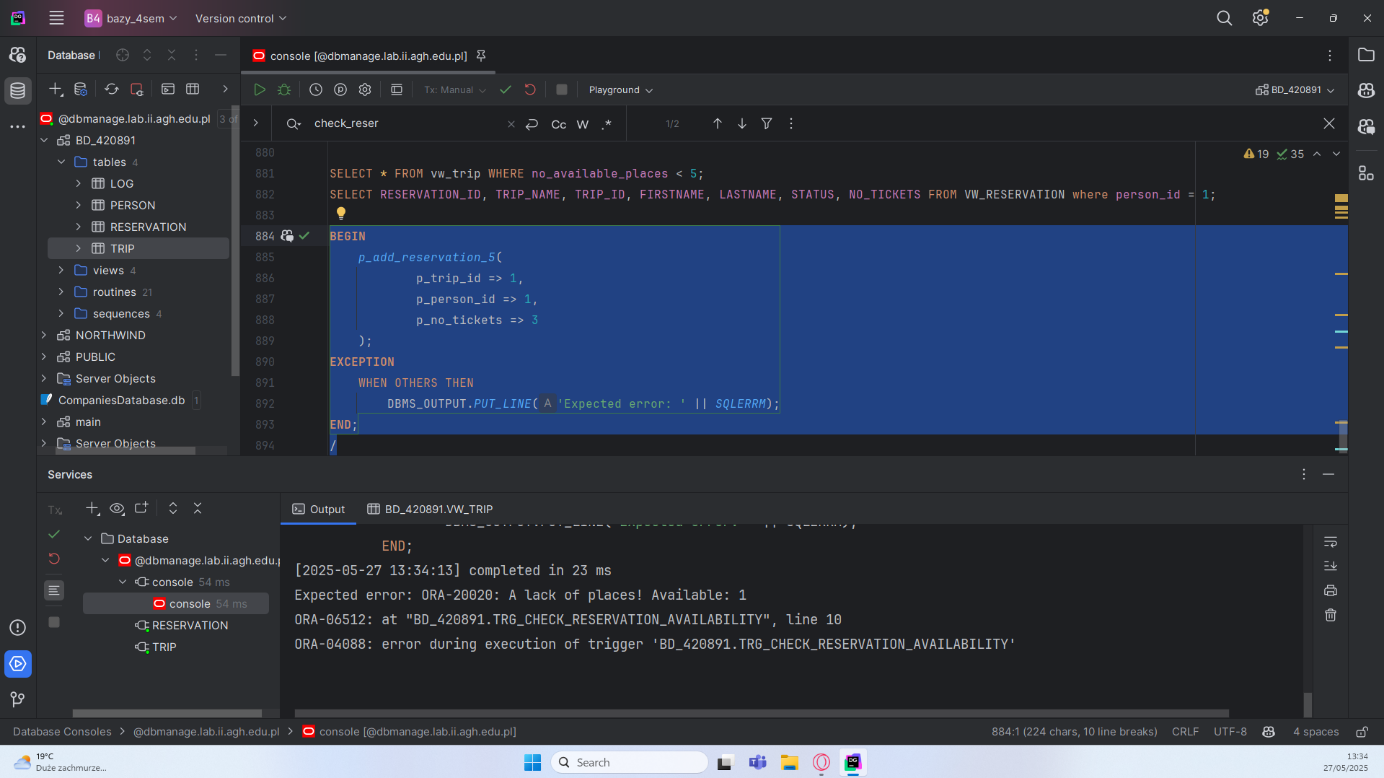 B4 bazy_4sem
Version control
Database
console [@dbmanage.lab.ii.agh.edu.pl]
Tx: Manual
Playground
BD_420891
@dbmanage.lab.ii.agh.edu.pl 3 of
BD_420891
tables 4
LOG
PERSON
RESERVATION
TRIP
views 4
routines 21
sequences 4
NORTHWIND
PUBLIC
Server Objects
CompaniesDatabase.db 1
main
Server Objects
check_reser
Cc W .*
1/2
19 35
880
881 SELECT * FROM vw_trip WHERE no_available_places < 5;
882 SELECT RESERVATION_ID, TRIP_NAME, TRIP_ID, FIRSTNAME, LASTNAME, STATUS, NO_TICKETS FROM VW_RESERVATION where person_id = 1;
883
884 BEGIN
885 p_add_reservation_5(
886 p_trip_id => 1,
887 p_person_id => 1,
888 p_no_tickets => 3
889 );
890 EXCEPTION
891 WHEN OTHERS THEN
892 DBMS_OUTPUT.PUT_LINE( A 'Expected error: ' || SQLERRM);
893 END;
894 /
Services
Tx
Database
@dbmanage.lab.ii.agh.edu.p
console 54 ms
console 54 ms
RESERVATION
TRIP
Output
BD_420891.VW_TRIP
END;
[2025-05-27 13:34:13] completed in 23 ms
Expected error: ORA-20020: A lack of places! Available: 1
ORA-06512: at "BD_420891.TRG_CHECK_RESERVATION_AVAILABILITY", line 10
ORA-04088: error during execution of trigger 'BD_420891.TRG_CHECK_RESERVATION_AVAILABILITY'
Database Consoles > @dbmanage.lab.ii.agh.edu.pl > console [@dbmanage.lab.ii.agh.edu.pl]
884:1 (224 chars, 10 line breaks) CRLF UTF-8 4 spaces
19°C
Duże zachmurze...
Search
13:34
27/05/2025